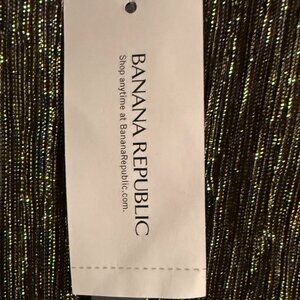 BANANA REPUBLIC
Shop anytime at BananaRepublic.com.